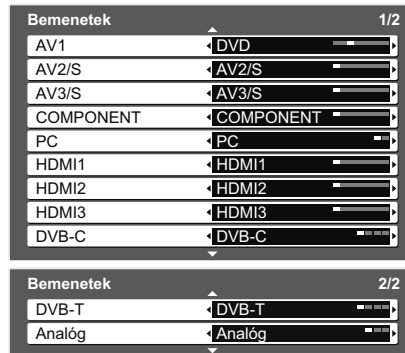 Bemenetek 1/2
AV1 DVD
AV2/S AV2/S
AV3/S AV3/S
COMPONENT COMPONENT
PC PC
HDMI1 HDMI1
HDMI2 HDMI2
HDMI3 HDMI3
DVB-C DVB-C
Bemenetek 2/2
DVB-T DVB-T
Analóg Analóg